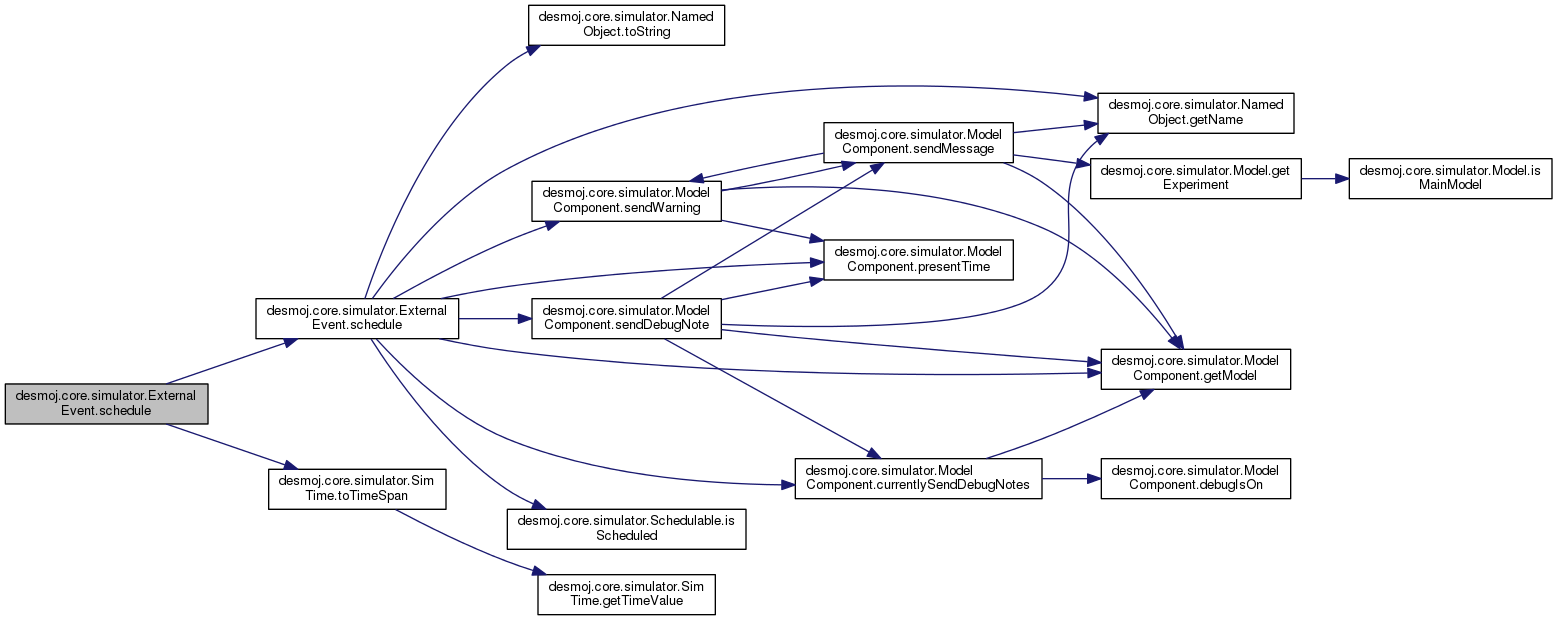 desmoj.core.simulator.Named
Object.toString
desmoj.core.simulator.Named
Object.getName
desmoj.core.simulator.Model
Component.sendMessage
desmoj.core.simulator.Model.get
Experiment
desmoj.core.simulator.Model.is
MainModel
desmoj.core.simulator.Model
Component.sendWarning
desmoj.core.simulator.Model
Component.presentTime
desmoj.core.simulator.External
Event.schedule
desmoj.core.simulator.Model
Component.sendDebugNote
desmoj.core.simulator.Model
Component.getModel
desmoj.core.simulator.External
Event.schedule
desmoj.core.simulator.Sim
Time.toTimeSpan
desmoj.core.simulator.Model
Component.currentlySendDebugNotes
desmoj.core.simulator.Model
Component.debugIsOn
desmoj.core.simulator.Schedulable.is
Scheduled
desmoj.core.simulator.Sim
Time.getTimeValue